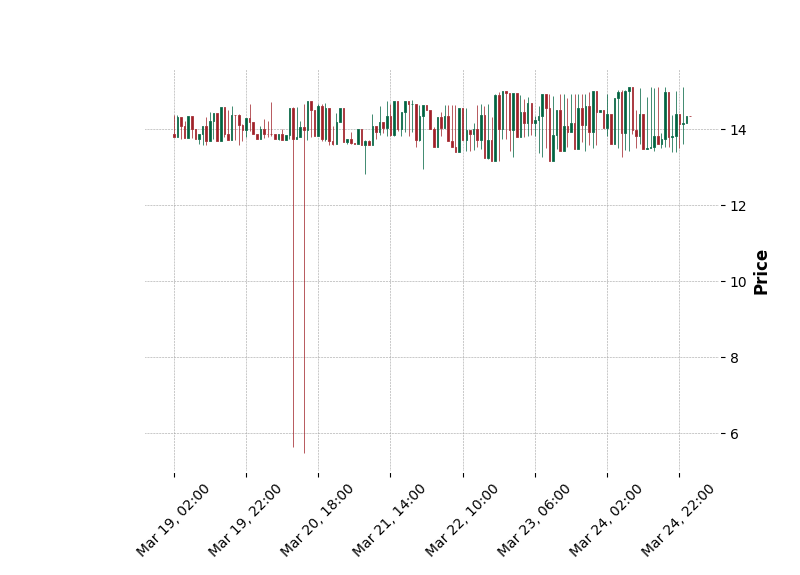 14
12
10
8
6
Price
Mar 19, 02:00
Mar 19, 22:00
Mar 20, 18:00
Mar 21, 14:00
Mar 22, 10:00
Mar 23, 06:00
Mar 24, 02:00
Mar 24, 22:00